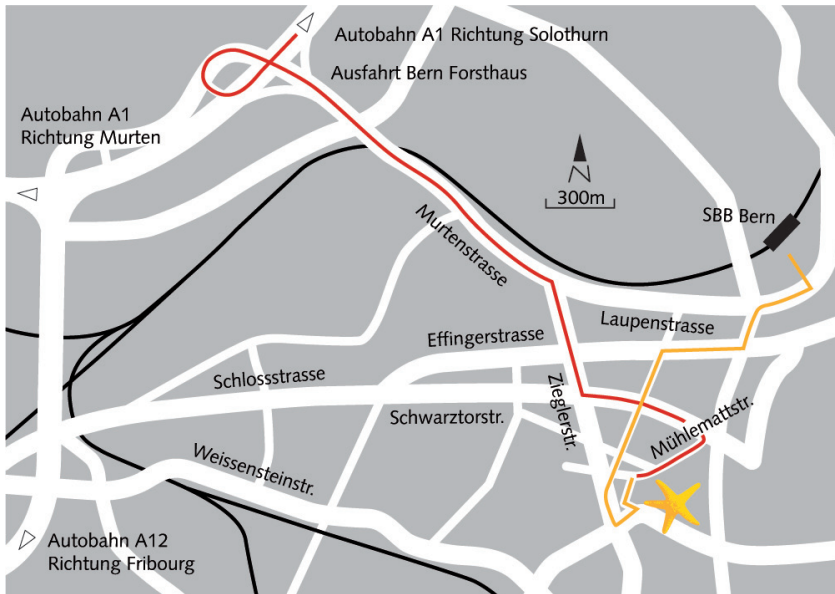 Autobahn A1 Richtung Solothurn
Ausfahrt Bern Forsthaus
Autobahn A1
Richtung Murten
N
300m
SBB Bern
Murtenstrasse
Laupenstrasse
Effingerstrasse
Schlossstrasse
Zieglerstr.
Schwarztorstr.
Mühlemattstr.
Weissensteinstr.
Autobahn A12
Richtung Fribourg